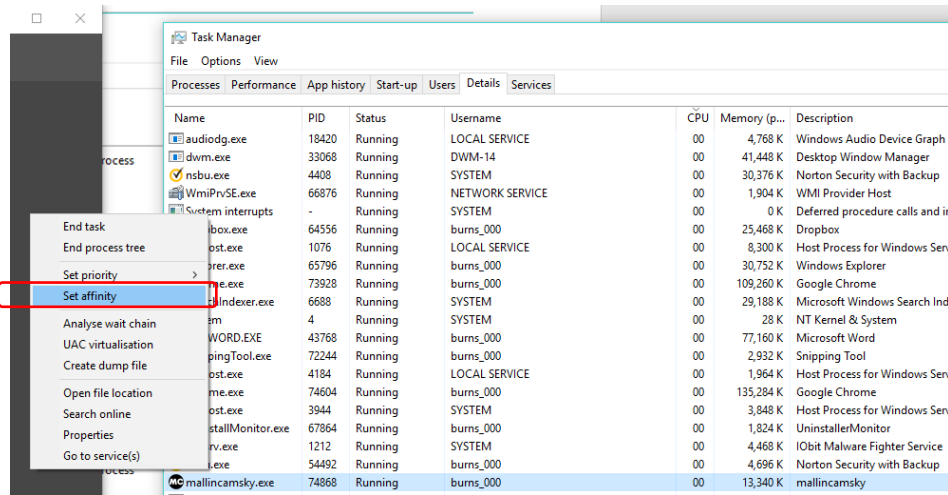 Task Manager
File Options View
Processes Performance App history Start-up Users Details Services
Name PID Status Username CPU Memory (p... Description
audiodg.exe 18420 Running LOCAL SERVICE 00 4,768 K Windows Audio Device Graph
rocess
dwm.exe 33068 Running DWM-14 00 41,448 K Desktop Window Manager
nsbu.exe 4408 Running SYSTEM 00 30,376 K Norton Security with Backup
WmiPrvSE.exe 66876 Running NETWORK SERVICE 00 1,904 K WMI Provider Host
System interrupts - Running SYSTEM 00 0 K Deferred procedure calls and i
box.exe 64556 Running burns_000 00 25,468 K Dropbox
ost.exe 1076 Running LOCAL SERVICE 00 8,300 K Host Process for Windows Ser
rer.exe 65796 Running burns_000 00 30,752 K Windows Explorer
me.exe 73928 Running burns_000 00 109,260 K Google Chrome
hIndexer.exe 6688 Running SYSTEM 00 29,188 K Microsoft Windows Search Ind
m 4 Running SYSTEM 00 28 K NT Kernel & System
WORD.EXE 43768 Running burns_000 00 77,160 K Microsoft Word
pingTool.exe 72244 Running burns_000 00 2,932 K Snipping Tool
ost.exe 4184 Running LOCAL SERVICE 00 1,964 K Host Process for Windows Ser
me.exe 74604 Running burns_000 00 135,284 K Google Chrome
ost.exe 3944 Running SYSTEM 00 3,848 K Host Process for Windows Ser
stallMonitor.exe 67864 Running burns_000 00 1,824 K UninstallerMonitor
rv.exe 1212 Running SYSTEM 00 4,468 K IObit Malware Fighter Service
.exe 54492 Running burns_000 00 4,696 K Norton Security with Backup
MC mallincamsky.exe 74868 Running burns_000 00 13,340 K mallincamsky
End task
End process tree
Set priority >
Set affinity
Analyse wait chain
UAC virtualisation
Create dump file
Open file location
Search online
Properties
Go to service(s)